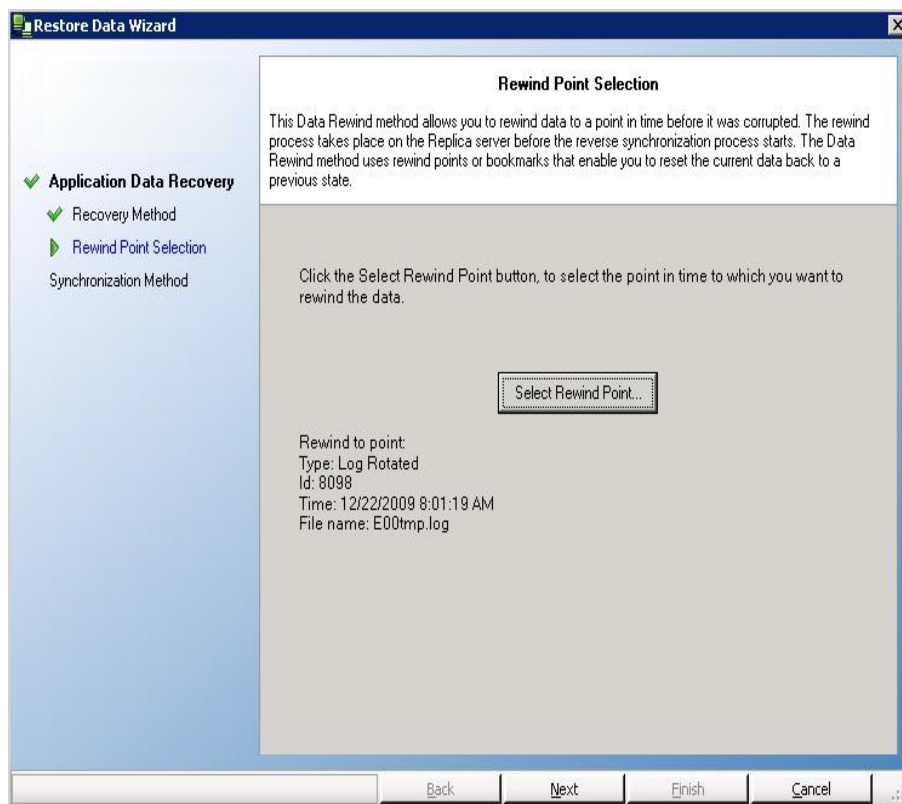 Restore Data Wizard
Application Data Recovery
Recovery Method
Rewind Point Selection
Synchronization Method
Rewind Point Selection
This Data Rewind method allows you to rewind data to a point in time before it was corrupted. The rewind
process takes place on the Replica server before the reverse synchronization process starts. The Data
Rewind method uses rewind points or bookmarks that enable you to reset the current data back to a
previous state.
Click the Select Rewind Point button, to select the point in time to which you want to
rewind the data.
Select Rewind Point...
Rewind to point:
Type: Log Rotated
Id: 8098
Time: 12/22/2009 8:01:19 AM
File name: E00tmp.log
Back
Next
Finish
Cancel